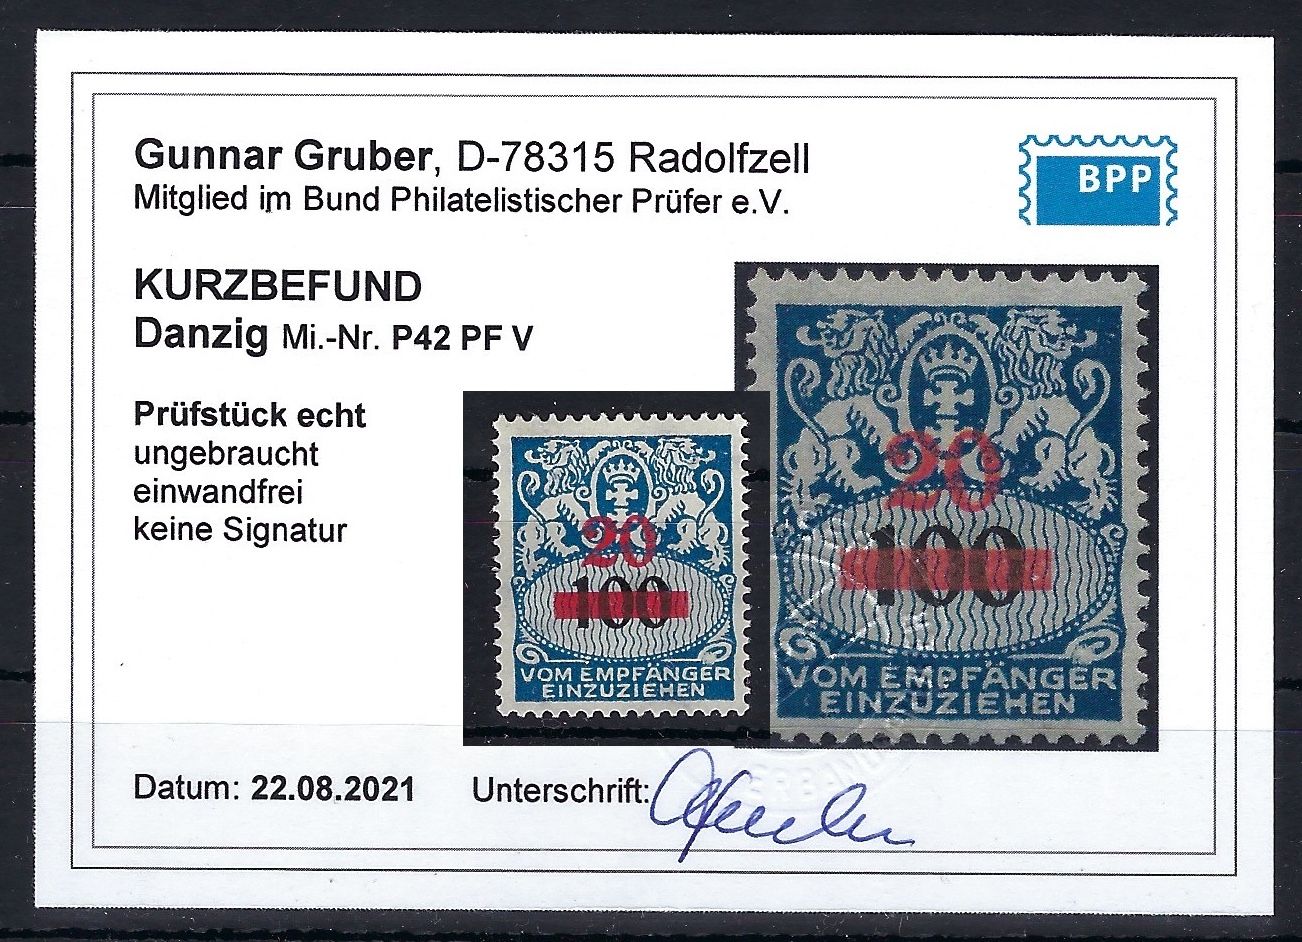 Gunnar Gruber, D-78315 Radolfzell
Mitglied im Bund Philatelistischer Prüfer e.V.
BPP
KURZBEFUND
Danzig Mi.-Nr. P42 PF V
Prüfstück echt
ungebraucht
einwandfrei
keine Signatur
20
100
VOM EMPFÄNGER
EINZUZIEHEN
20
100
VOM EMPFÄNGER
EINZUZIEHEN
Datum: 22.08.2021 Unterschrift: